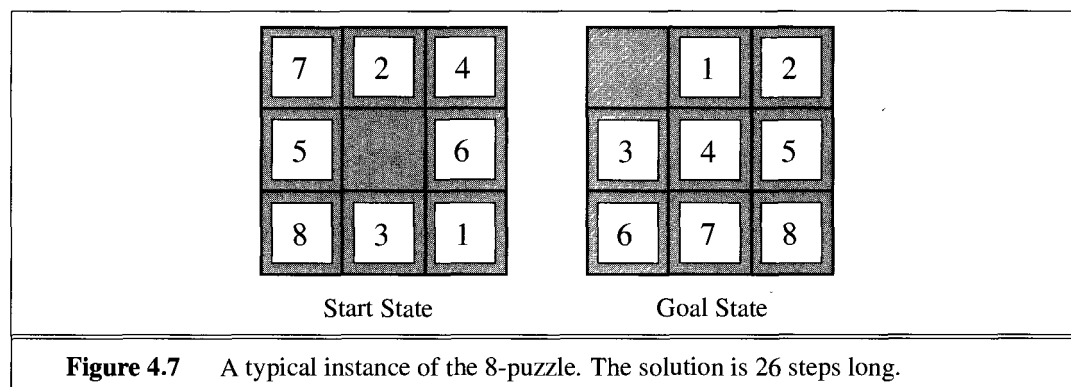 7 2 4 1 2
5 6 3 4 5
8 3 1 6 7 8
Start State Goal State
Figure 4.7 A typical instance of the 8-puzzle. The solution is 26 steps long.